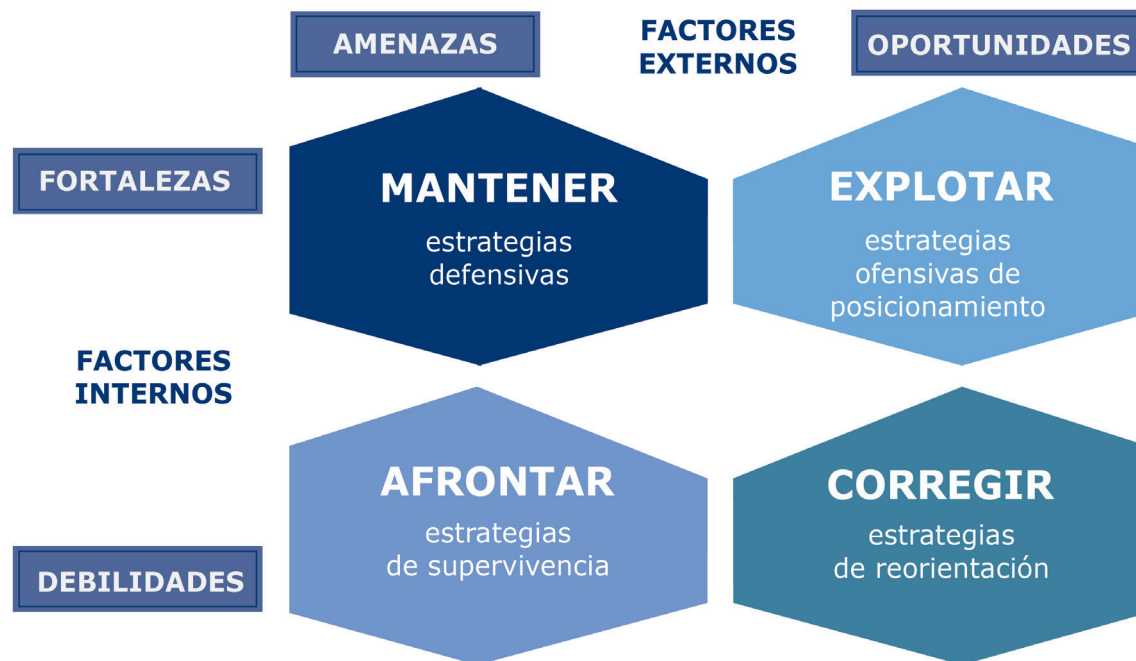 AMENAZAS
FACTORES
EXTERNOS
OPORTUNIDADES
FORTALEZAS
MANTENER
estrategias
defensivas
EXPLOTAR
estrategias
ofensivas de
posicionamiento
FACTORES
INTERNOS
AFRONTAR
estrategias
de supervivencia
CORREGIR
estrategias
de reorientación
DEBILIDADES